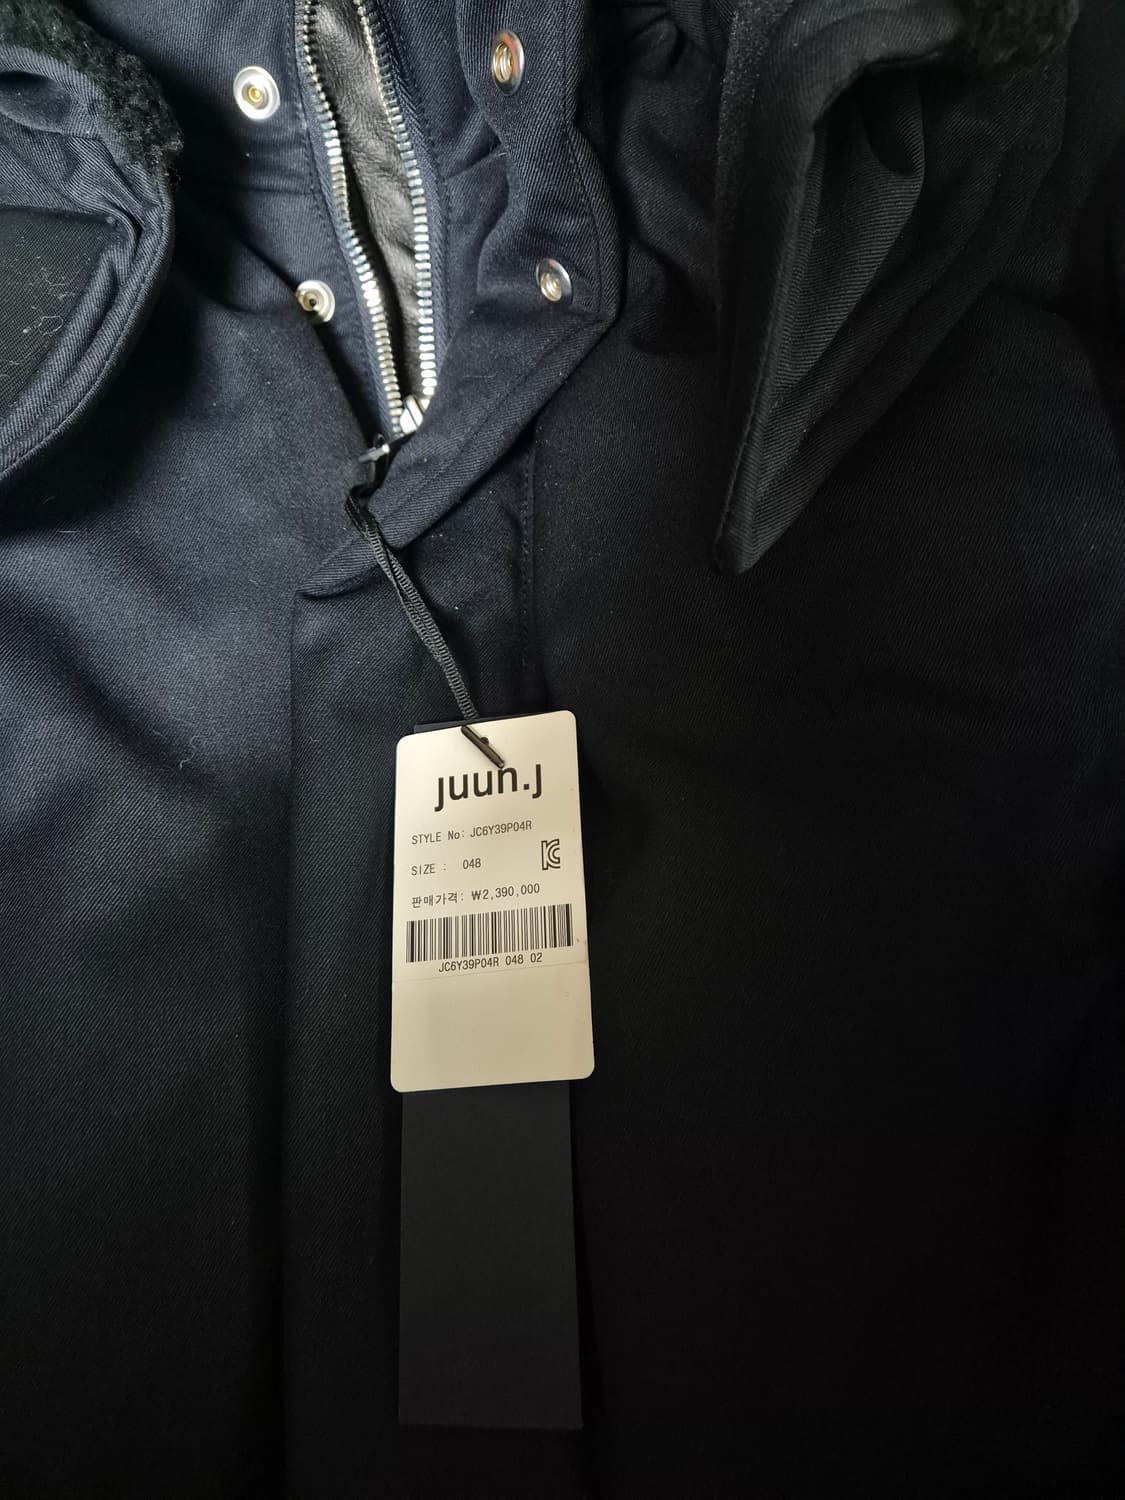 juun.j
STYLE No: JC6Y39P04R
SIZE : 048
판매가격: ₩2,390,000
JC6Y39P04R 048 02